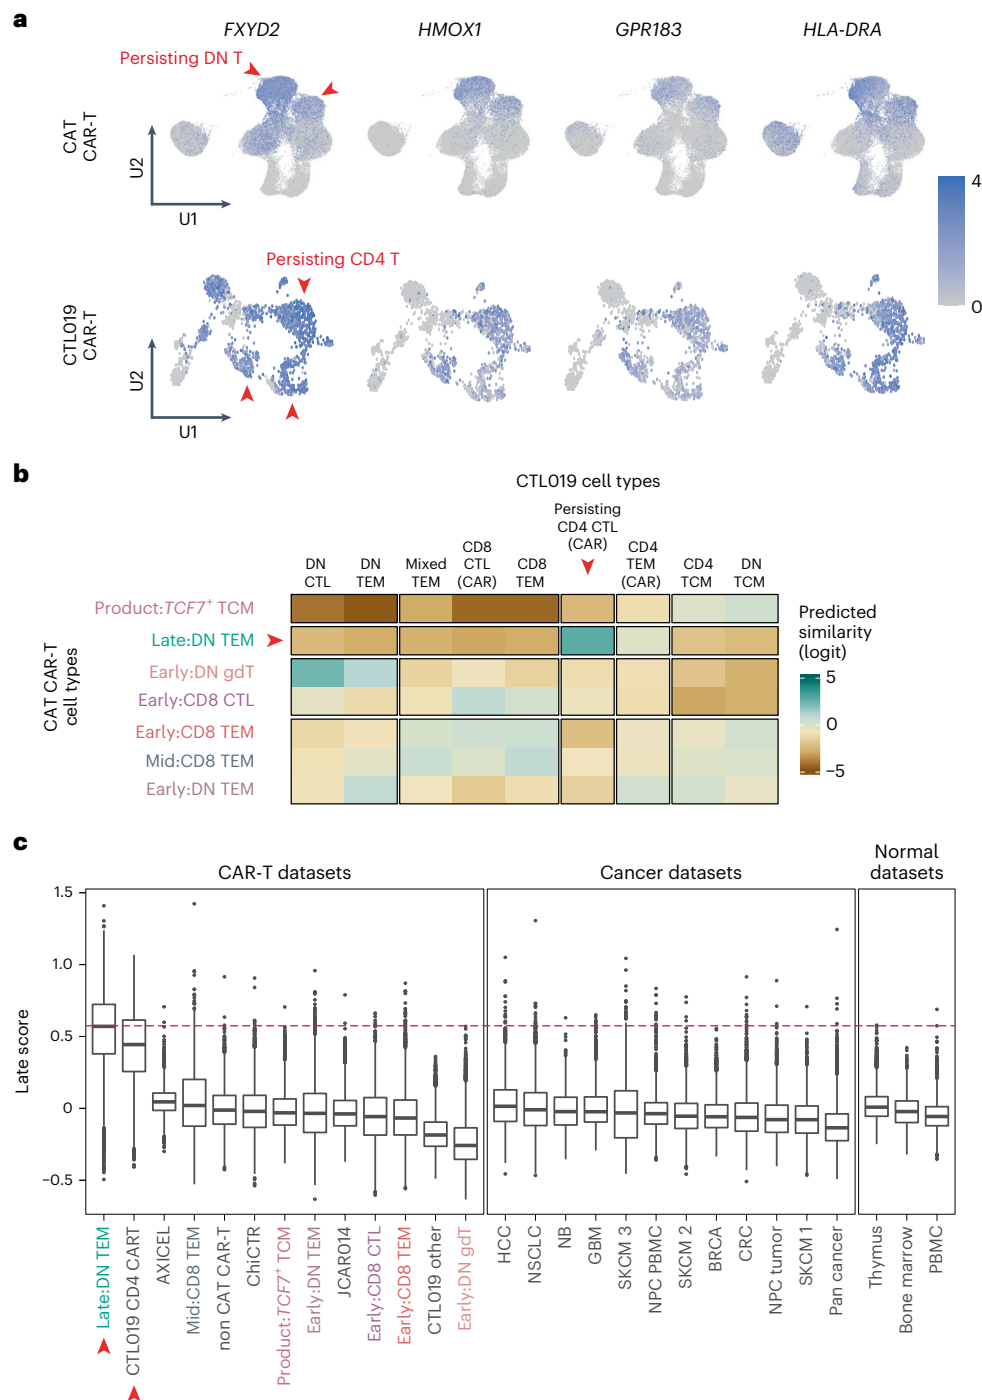 a
FXYD2
HMOX1
GPR183
HLA-DRA
Persisting DN T
CAT
CAR-T
U2
U1
4
0
Persisting CD4 T
CTL019
CAR-T
U2
U1
b
CTL019 cell types
Persisting
CD4 CTL
(CAR)
DN
CTL
DN
TEM
Mixed
TEM
CD8
CTL
(CAR)
CD8
TEM
CD4
TEM
(CAR)
CD4
TCM
DN
TCM
CAT CAR-T
cell types
Product:TCF7+ TCM
Late:DN TEM
Early:DN gdT
Early:CD8 CTL
Early:CD8 TEM
Mid:CD8 TEM
Early:DN TEM
Predicted
similarity
(logit)
5
0
−5
c
CAR-T datasets
Cancer datasets
Normal
datasets
Late score
1.5
1.0
0.5
0
−0.5
Late:DN TEM
CTL019 CD4 CART
AXICEL
Mid:CD8 TEM
non CAT CAR-T
ChiCTR
Product:TCF7+ TCM
Early:DN TEM
JCAR014
Early:CD8 CTL
Early:CD8 TEM
CTL019 other
Early:DN gdT
HCC
NSCLC
NB
GBM
SKCM 3
NPC PBMC
SKCM 2
BRCA
CRC
NPC tumor
SKCM 1
Pan cancer
Thymus
Bone marrow
PBMC